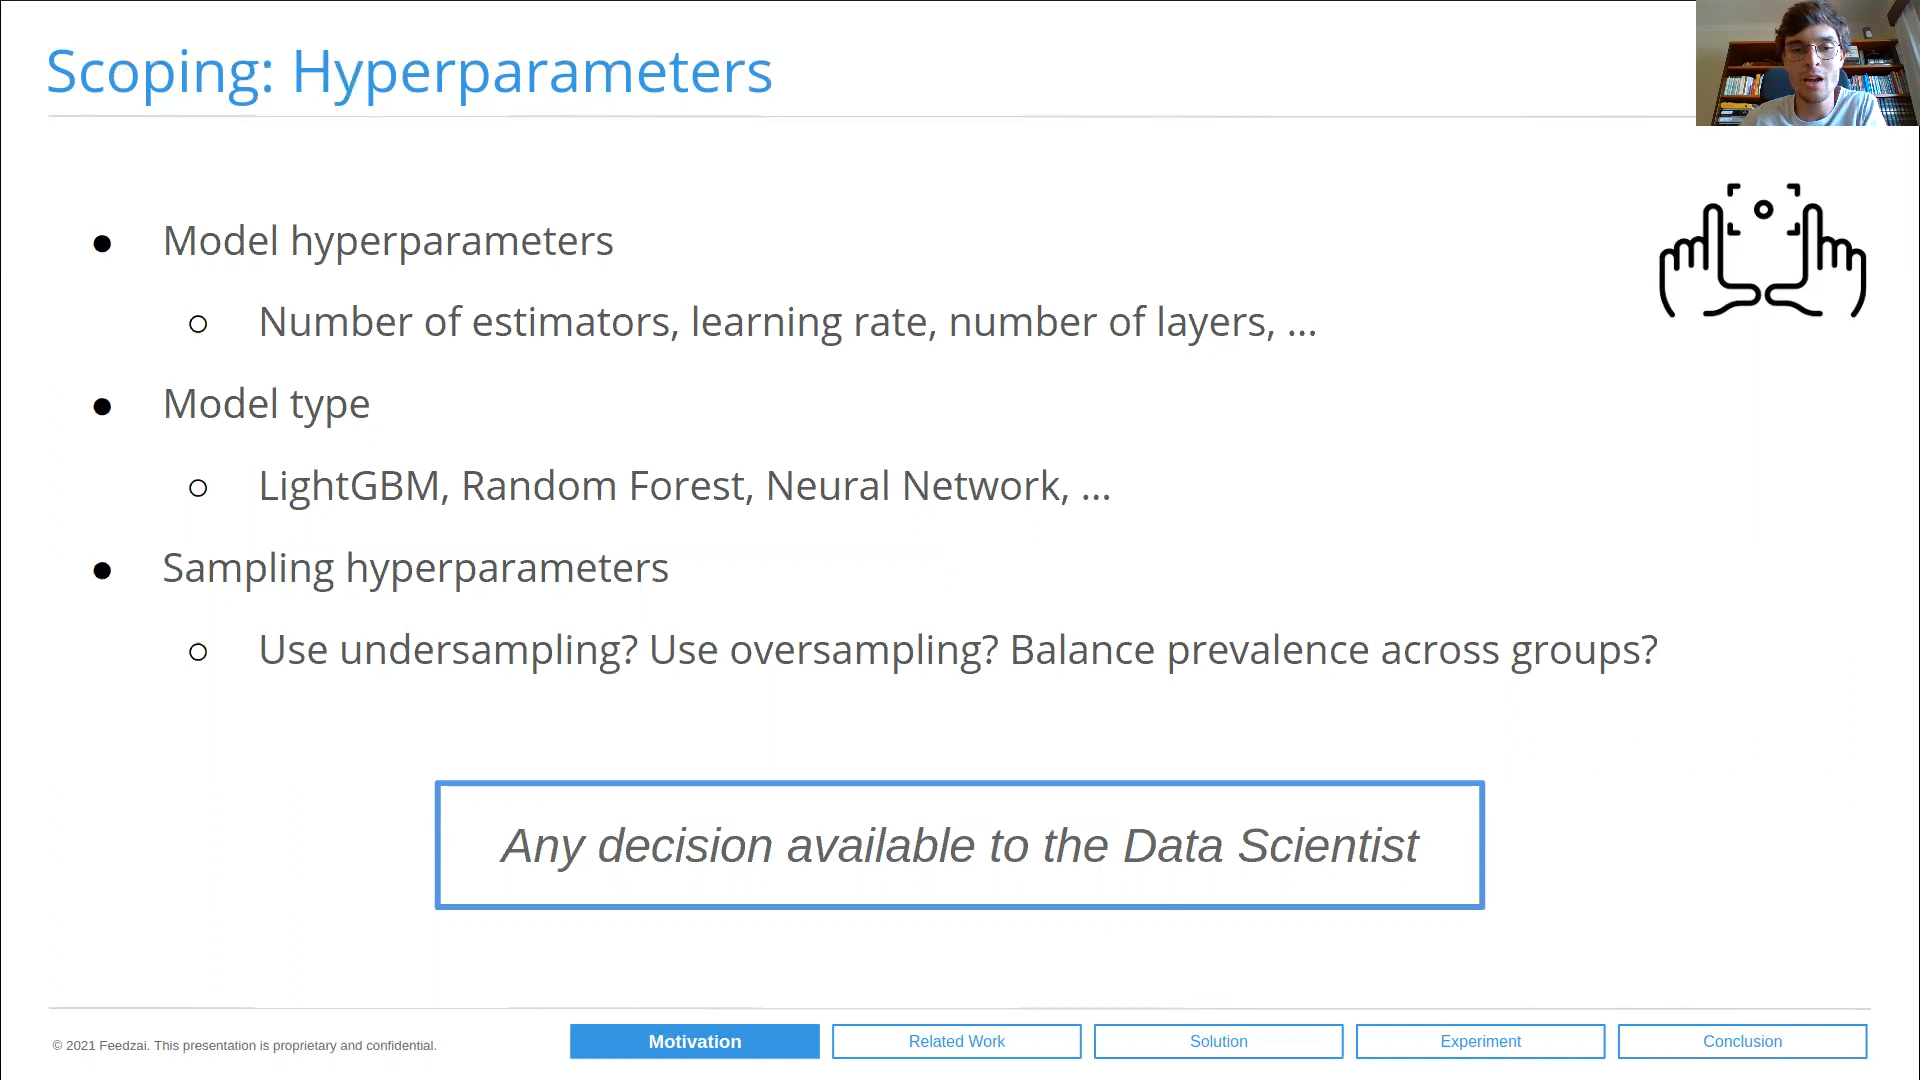 Scoping: Hyperparameters
● Model hyperparameters
○ Number of estimators, learning rate, number of layers, ...
● Model type
○ LightGBM, Random Forest, Neural Network, ...
● Sampling hyperparameters
○ Use undersampling? Use oversampling? Balance prevalence across groups?
Any decision available to the Data Scientist
© 2021 Feedzai. This presentation is proprietary and confidential.
Motivation
Related Work
Solution
Experiment
Conclusion